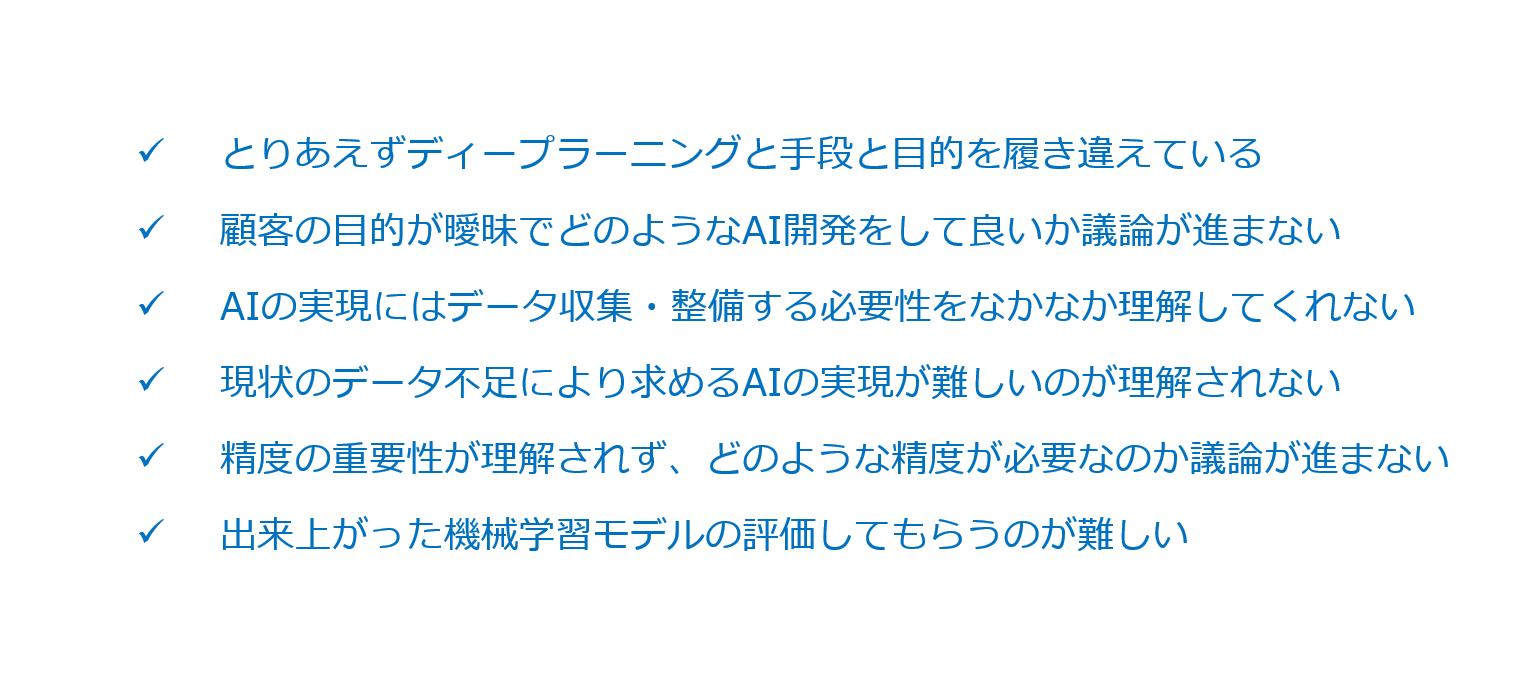 ✓ とりあえずディープラーニングと手段と目的を履き違えている
✓ 顧客の目的が曖昧でどのようなAI開発をして良いか議論が進まない
✓ AIの実現にはデータ収集・整備する必要性をなかなか理解してくれない
✓ 現状のデータ不足により求めるAIの実現が難しいのが理解されない
✓ 精度の重要性が理解されず、どのような精度が必要なのか議論が進まない
✓ 出来上がった機械学習モデルの評価してもらうのが難しい